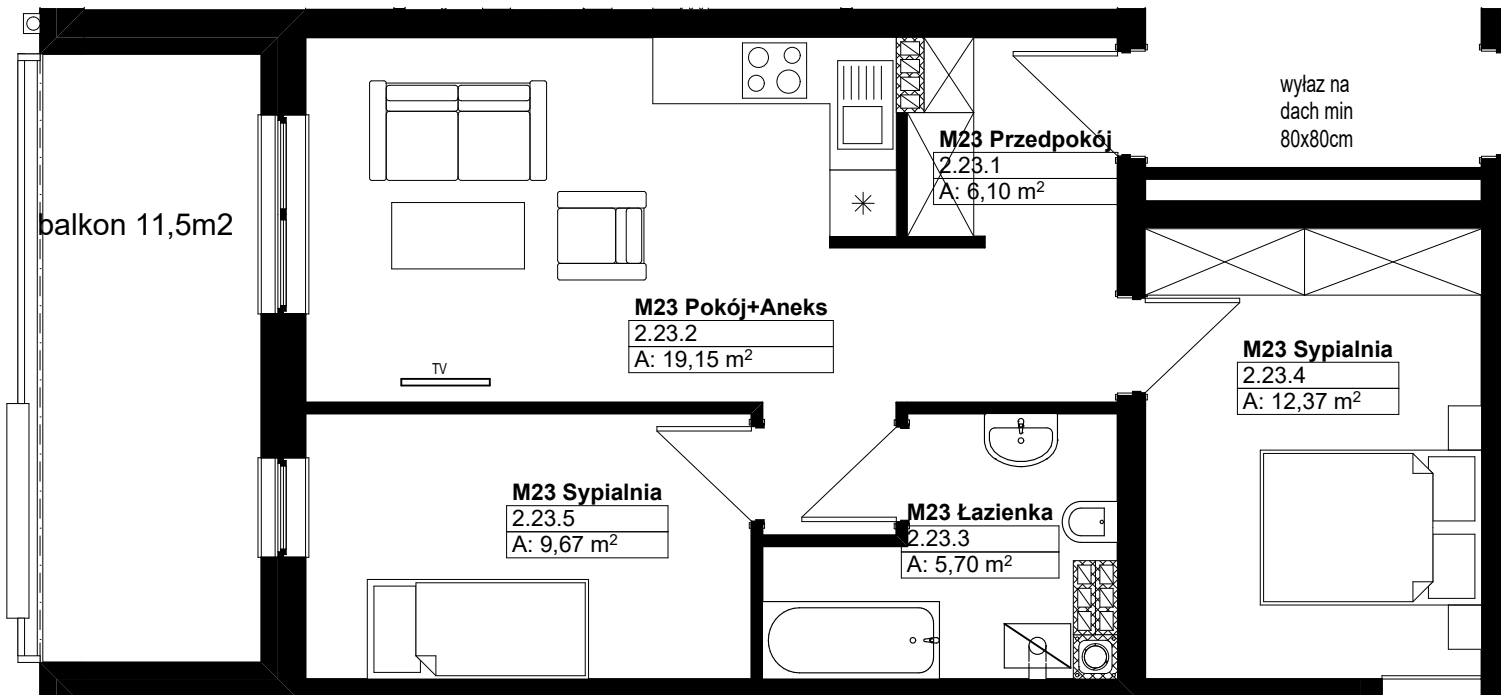 wyłaz na
dach min
80x80cm
M23 Przedpokój
2.23.1
A: 6,10 m²
balkon 11,5m2
M23 Pokój+Aneks
2.23.2
A: 19,15 m²
TV
M23 Sypialnia
2.23.4
A: 12,37 m²
M23 Sypialnia
2.23.5
A: 9,67 m²
M23 Łazienka
2.23.3
A: 5,70 m²